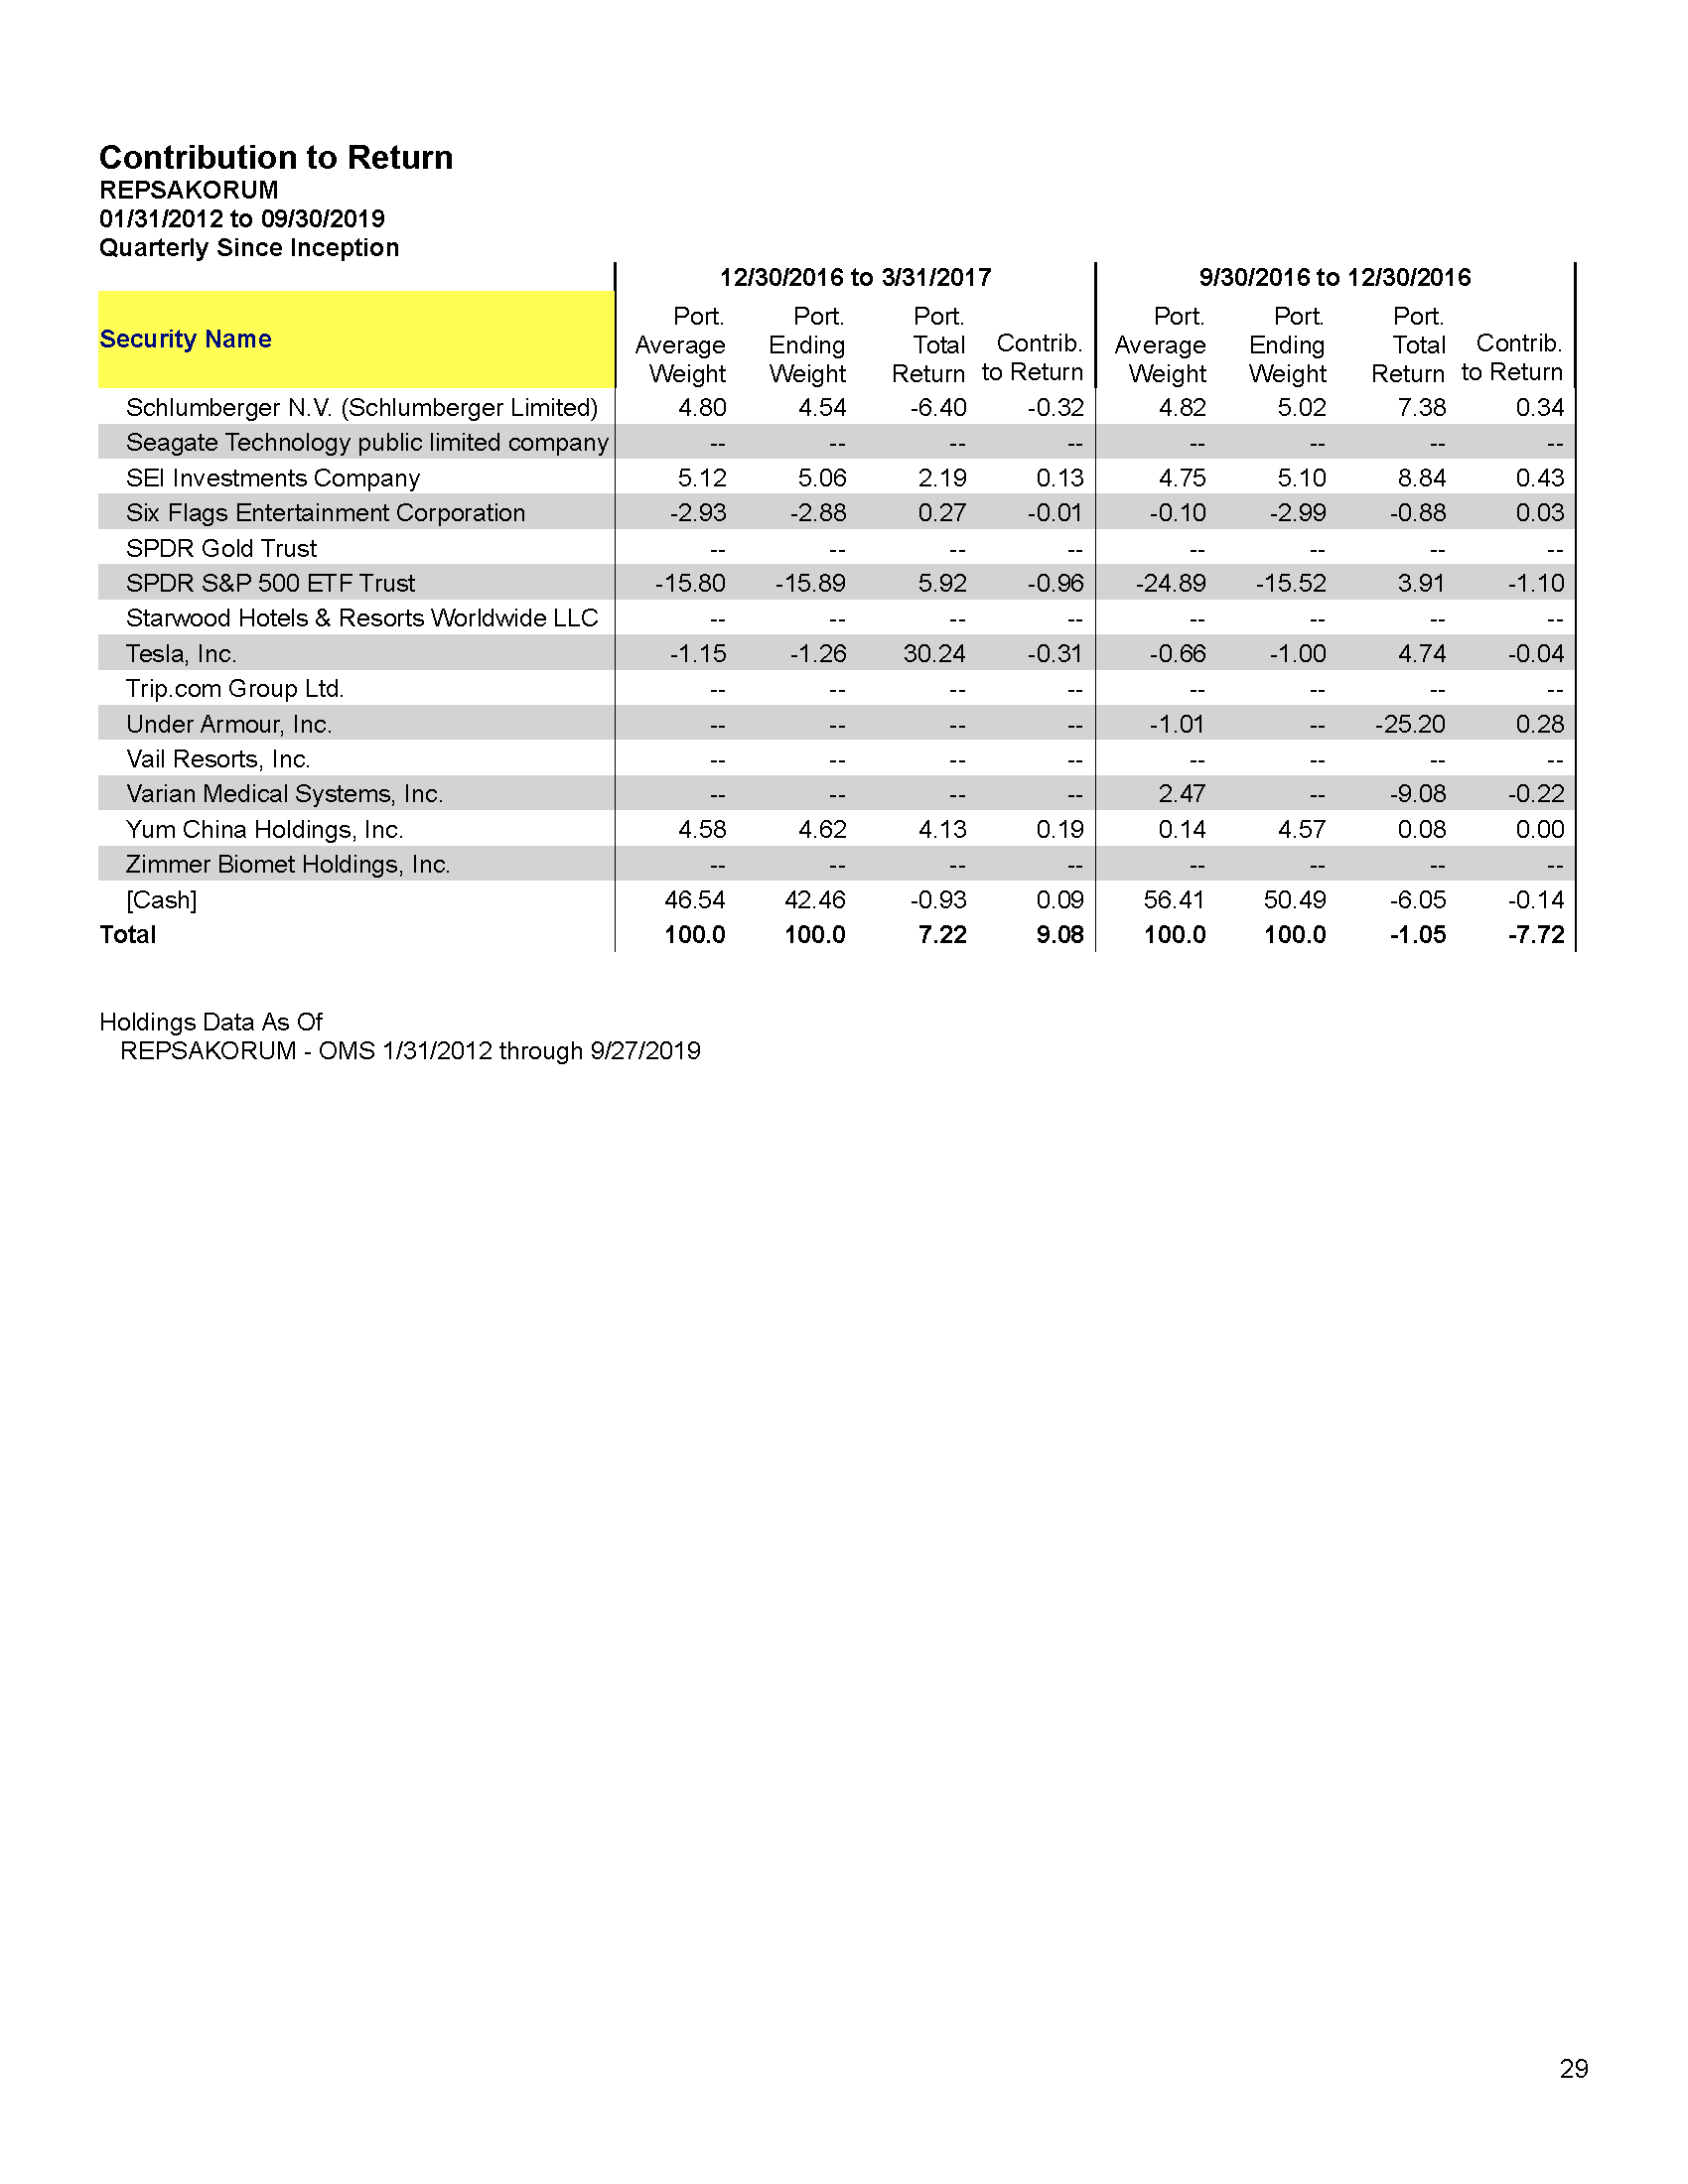 Contribution to Return
REPSAKORUM
01/31/2012 to 09/30/2019
Quarterly Since Inception
12/30/2016 to 3/31/2017 9/30/2016 to 12/30/2016
Security Name Port. Average Weight Port. Ending Weight Port. Total Return Contrib. to Return Port. Average Weight Port. Ending Weight Port. Total Return Contrib. to Return
Schlumberger N.V. (Schlumberger Limited) 4.80 4.54 -6.40 -0.32 4.82 5.02 7.38 0.34
Seagate Technology public limited company -- -- -- -- -- -- -- --
SEI Investments Company 5.12 5.06 2.19 0.13 4.75 5.10 8.84 0.43
Six Flags Entertainment Corporation -2.93 -2.88 0.27 -0.01 -0.10 -2.99 -0.88 0.03
SPDR Gold Trust -- -- -- -- -- -- -- --
SPDR S&P 500 ETF Trust -15.80 -15.89 5.92 -0.96 -24.89 -15.52 3.91 -1.10
Starwood Hotels & Resorts Worldwide LLC -- -- -- -- -- -- -- --
Tesla, Inc. -1.15 -1.26 30.24 -0.31 -0.66 -1.00 4.74 -0.04
Trip.com Group Ltd. -- -- -- -- -- -- -- --
Under Armour, Inc. -- -- -- -- -1.01 -- -25.20 0.28
Vail Resorts, Inc. -- -- -- -- -- -- -- --
Varian Medical Systems, Inc. -- -- -- -- 2.47 -- -9.08 -0.22
Yum China Holdings, Inc. 4.58 4.62 4.13 0.19 0.14 4.57 0.08 0.00
Zimmer Biomet Holdings, Inc. -- -- -- -- -- -- -- --
[Cash] 46.54 42.46 -0.93 0.09 56.41 50.49 -6.05 -0.14
Total 100.0 100.0 7.22 9.08 100.0 100.0 -1.05 -7.72
Holdings Data As Of
REPSAKORUM - OMS 1/31/2012 through 9/27/2019
29